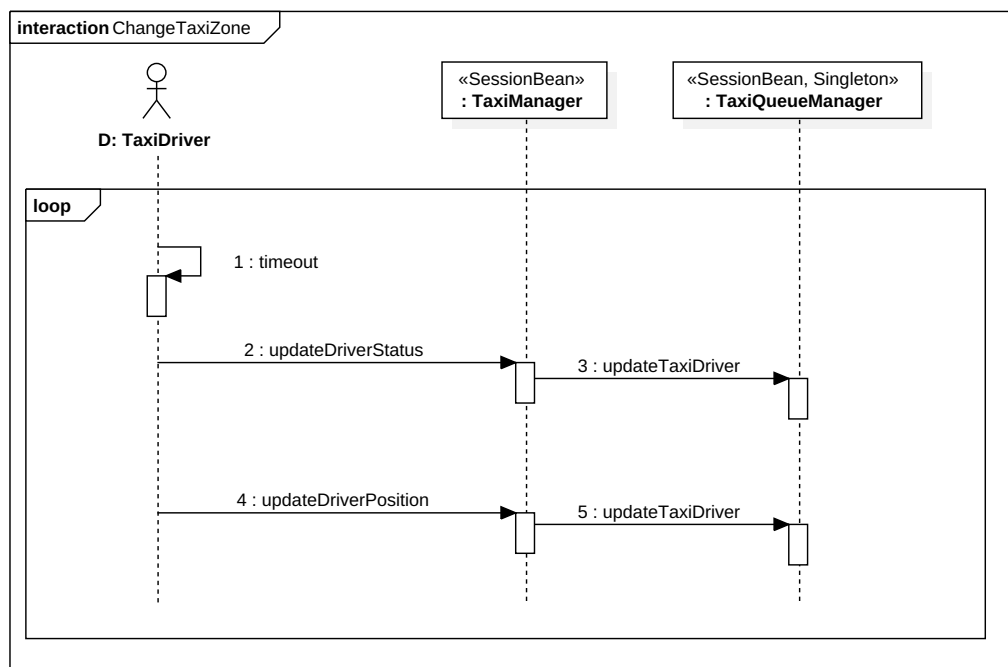 interaction ChangeTaxiZone
«SessionBean»
: TaxiManager
«SessionBean, Singleton»
: TaxiQueueManager
D: TaxiDriver
loop
1 : timeout
2 : updateDriverStatus
3 : updateTaxiDriver
4 : updateDriverPosition
5 : updateTaxiDriver